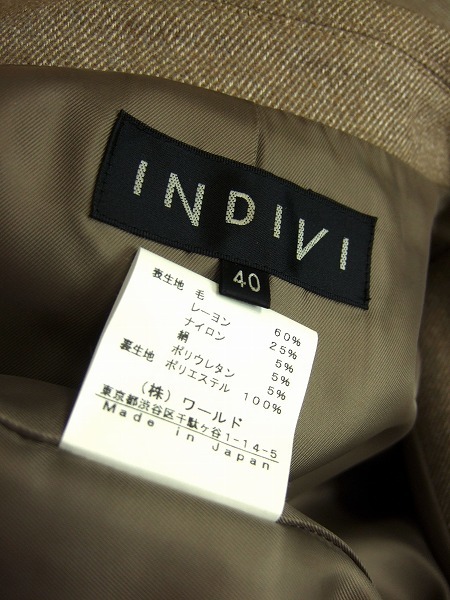 INDIVI
40
表生地 毛 60%
レーヨン 25%
ナイロン 5%
絹 5%
ポリウレタン 5%
裏生地 ポリエステル 100%
(株) ワールド
東京都渋谷区千駄ヶ谷1-14-5
Made in Japan